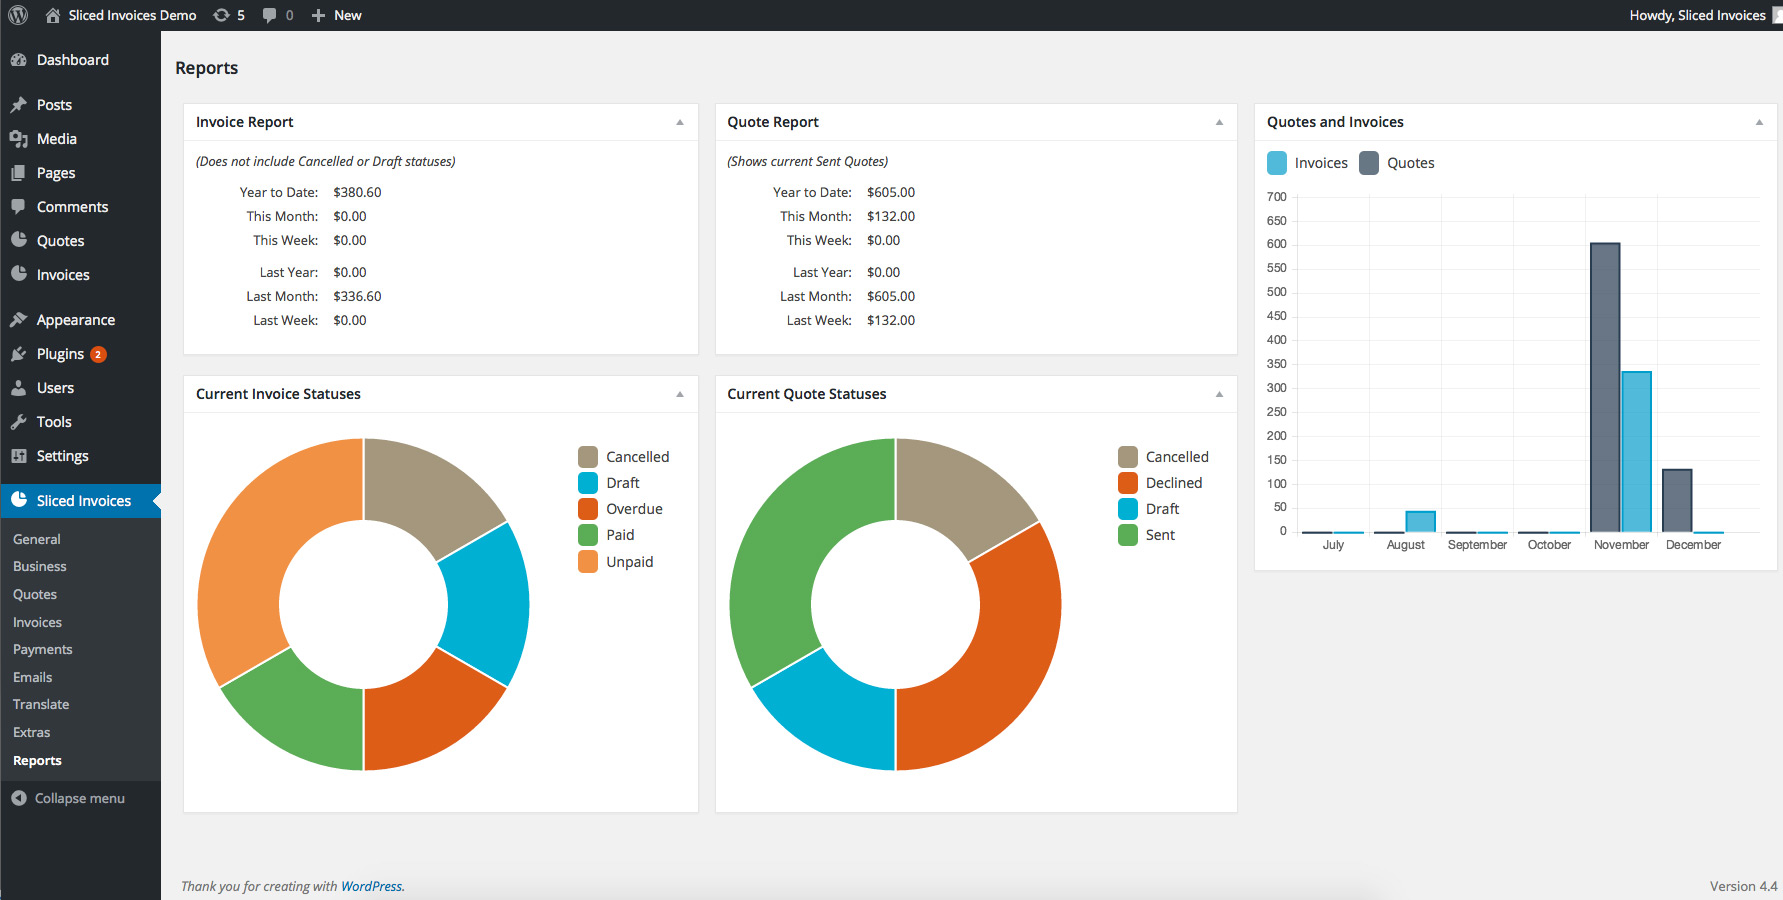 Sliced Invoices Demo 5 0 New Howdy, Sliced Invoices
Dashboard
Posts
Media
Pages
Comments
Quotes
Invoices
Appearance
Plugins 2
Users
Tools
Settings
Sliced Invoices
General
Business
Quotes
Invoices
Payments
Emails
Translate
Extras
Reports
Collapse menu
Reports
Invoice Report
(Does not include Cancelled or Draft statuses)
Year to Date: $380.60
This Month: $0.00
This Week: $0.00
Last Year: $0.00
Last Month: $336.60
Last Week: $0.00
Quote Report
(Shows current Sent Quotes)
Year to Date: $605.00
This Month: $132.00
This Week: $0.00
Last Year: $0.00
Last Month: $605.00
Last Week: $132.00
Quotes and Invoices
Invoices Quotes
700
650
600
550
500
450
400
350
300
250
200
150
100
50
0
July August September October November December
Current Invoice Statuses
Cancelled
Draft
Overdue
Paid
Unpaid
Current Quote Statuses
Cancelled
Declined
Draft
Sent
Thank you for creating with WordPress.
Version 4.4